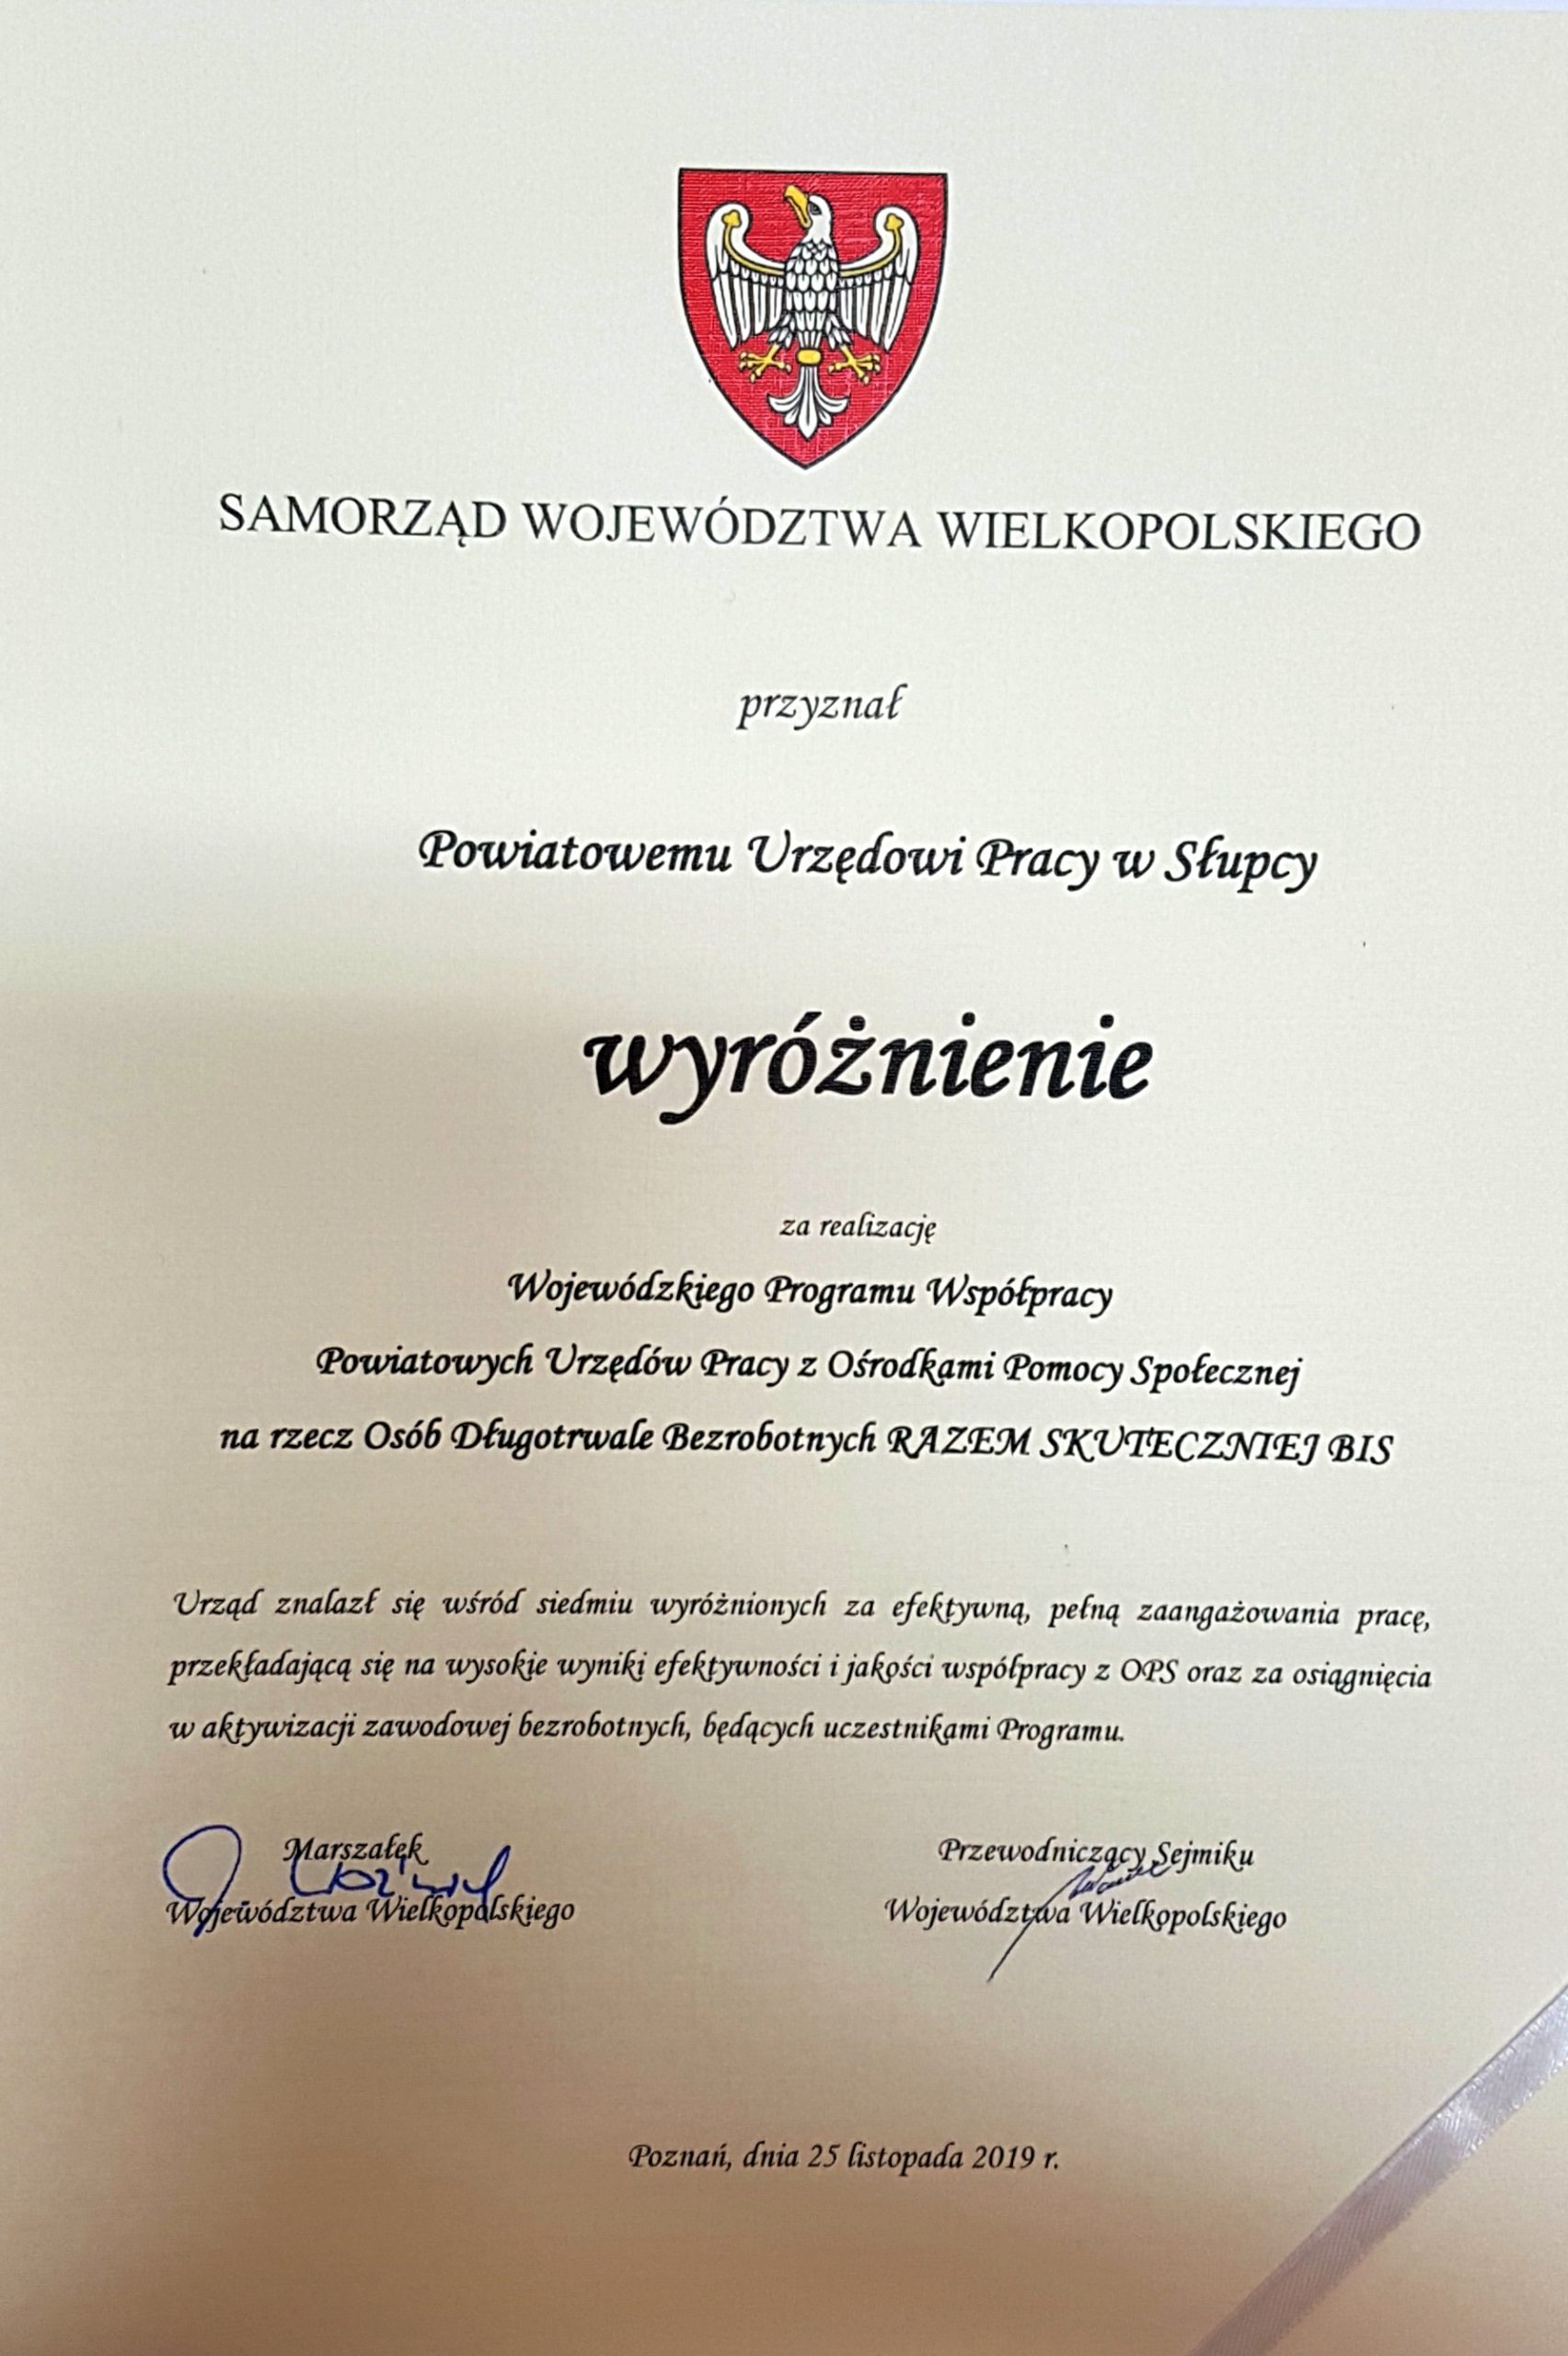 SAMORZĄD WOJEWÓDZTWA WIELKOPOLSKIEGO
przyznał
Powiatowemu Urzędowi Pracy w Słupcy
wyróżnienie
za realizację
Wojewódzkiego Programu Współpracy
Powiatowych Urzędów Pracy z Ośrodkami Pomocy Społecznej
na rzecz Osób Długotrwale Bezrobotnych RAZEM SKUTECZNIEJ BIS
Urząd znalazł się wśród siedmiu wyróżnionych za efektywną, pełną zaangażowania pracę,
przekładającą się na wysokie wyniki efektywności i jakości współpracy z OPS oraz za osiągnięcia
w aktywizacji zawodowej bezrobotnych, będących uczestnikami Programu.
Marszałek
Województwa Wielkopolskiego
Przewodniczący Sejmiku
Województwa Wielkopolskiego
Poznań, dnia 25 listopada 2019 r.